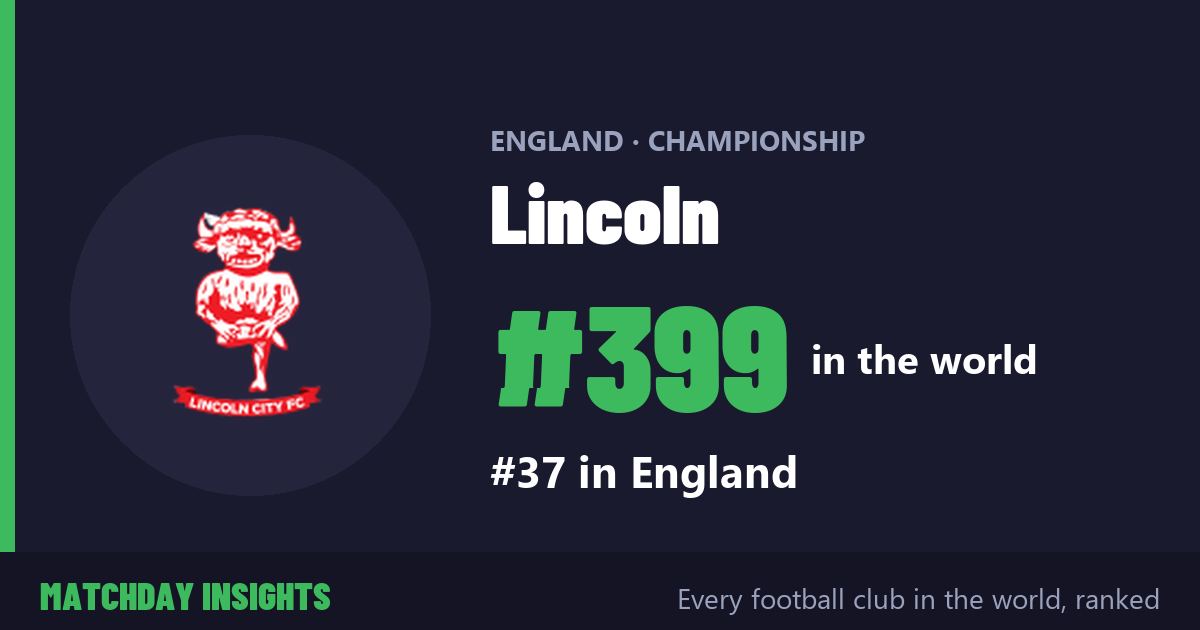 ENGLAND · CHAMPIONSHIP
Lincoln
#399 in the world
#37 in England
LINCOLN CITY FC
MATCHDAY INSIGHTS
Every football club in the world, ranked